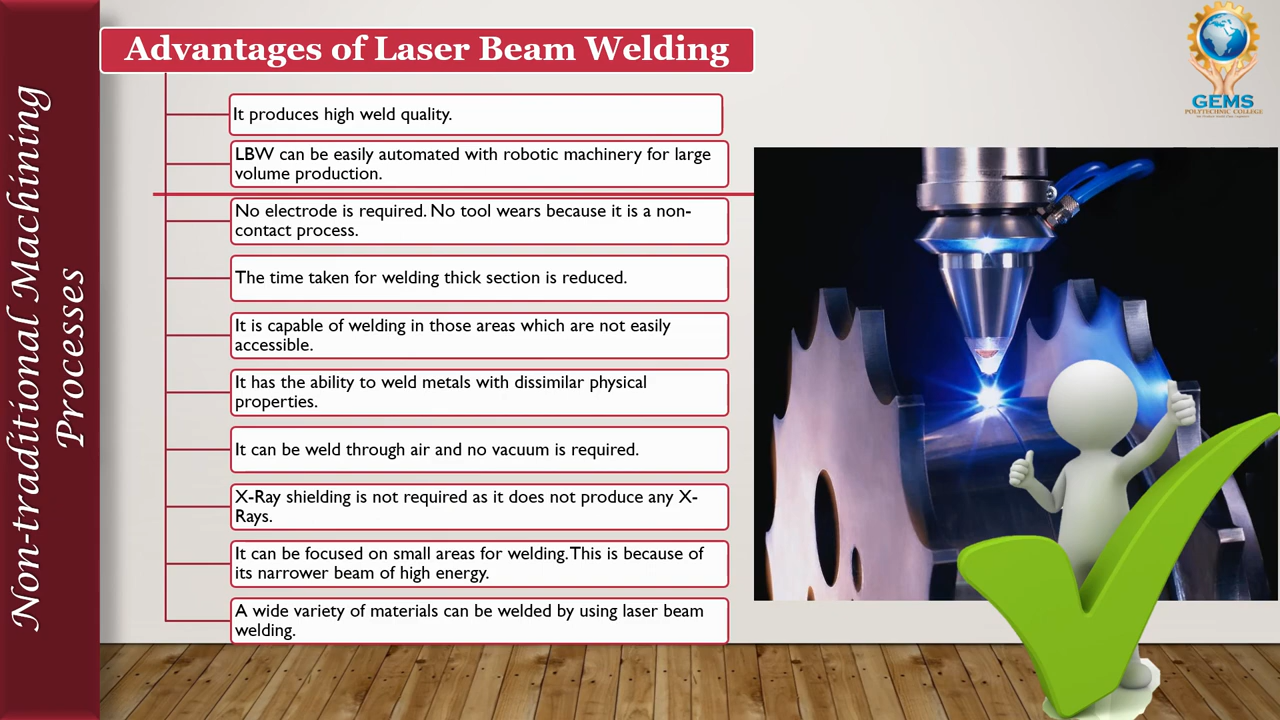 Advantages of Laser Beam Welding
It produces high weld quality.
LBW can be easily automated with robotic machinery for large
volume production.
No electrode is required. No tool wears because it is a non-
contact process.
The time taken for welding thick section is reduced.
It is capable of welding in those areas which are not easily
accessible.
It has the ability to weld metals with dissimilar physical
properties.
It can be weld through air and no vacuum is required.
X-Ray shielding is not required as it does not produce any X-
Rays.
It can be focused on small areas for welding.This is because of
its narrower beam of high energy.
A wide variety of materials can be welded by using laser beam
welding.
Non-traditional Machining
Processes
GEMS
POLYTECHNIC COLLEGE